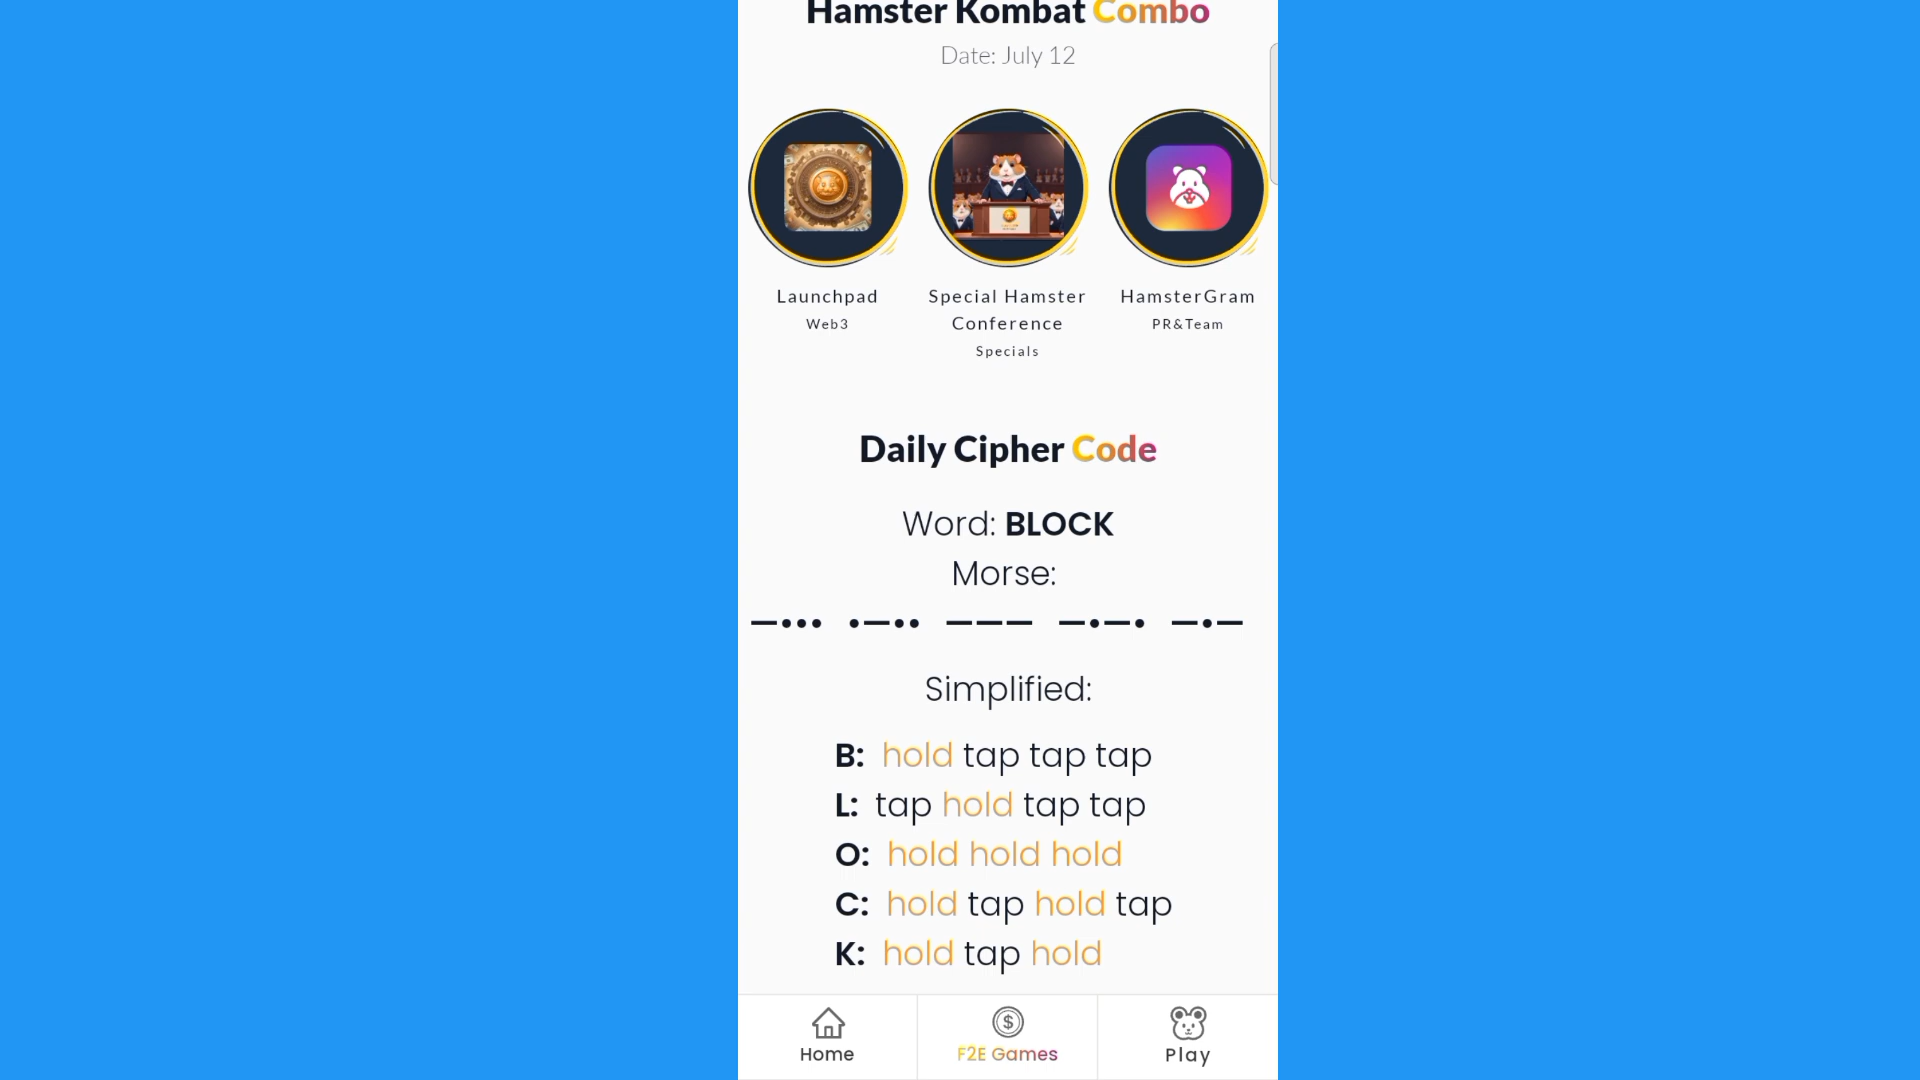 Hamster Kombat Combo
Date: July 12
Launchpad
Web3
Special Hamster
Conference
Specials
HamsterGram
PR&Team
Daily Cipher Code
Word: BLOCK
Morse:
—••• •—•• ——— —•—• —•—
Simplified:
B: hold tap tap tap
L: tap hold tap tap
O: hold hold hold
C: hold tap hold tap
K: hold tap hold
Home
F2E Games
Play